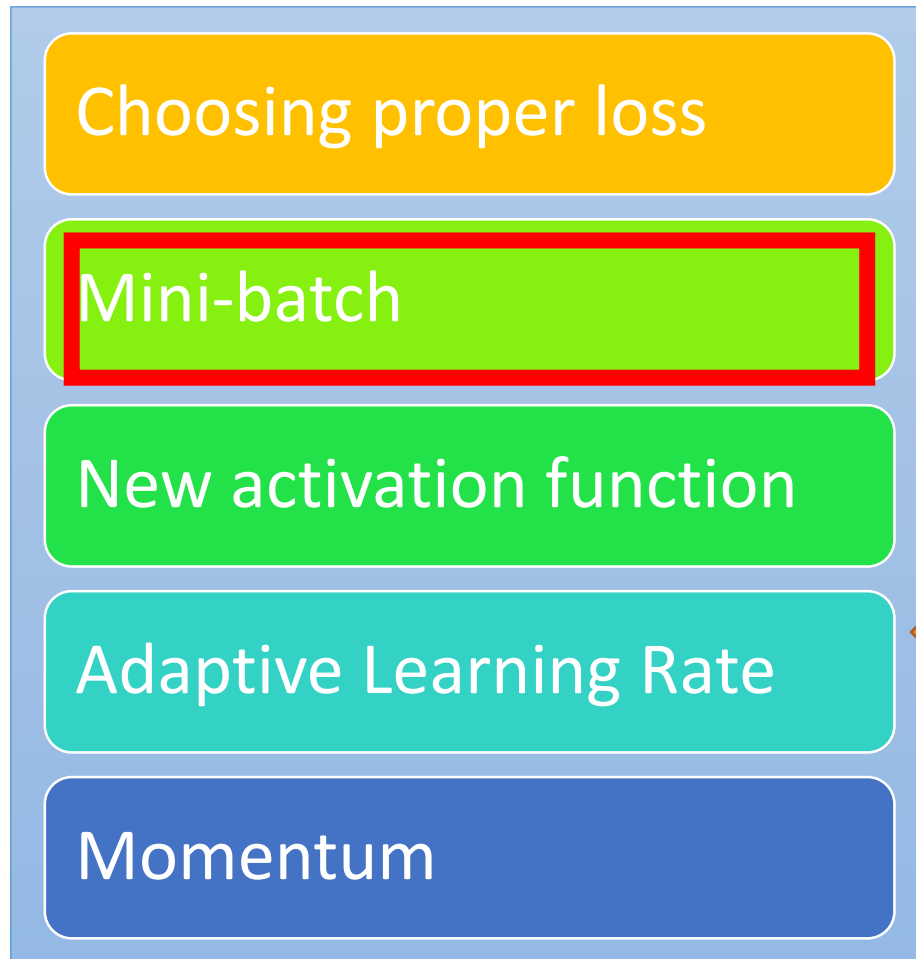 Choosing proper loss
Mini-batch
New activation function
Adaptive Learning Rate
Momentum